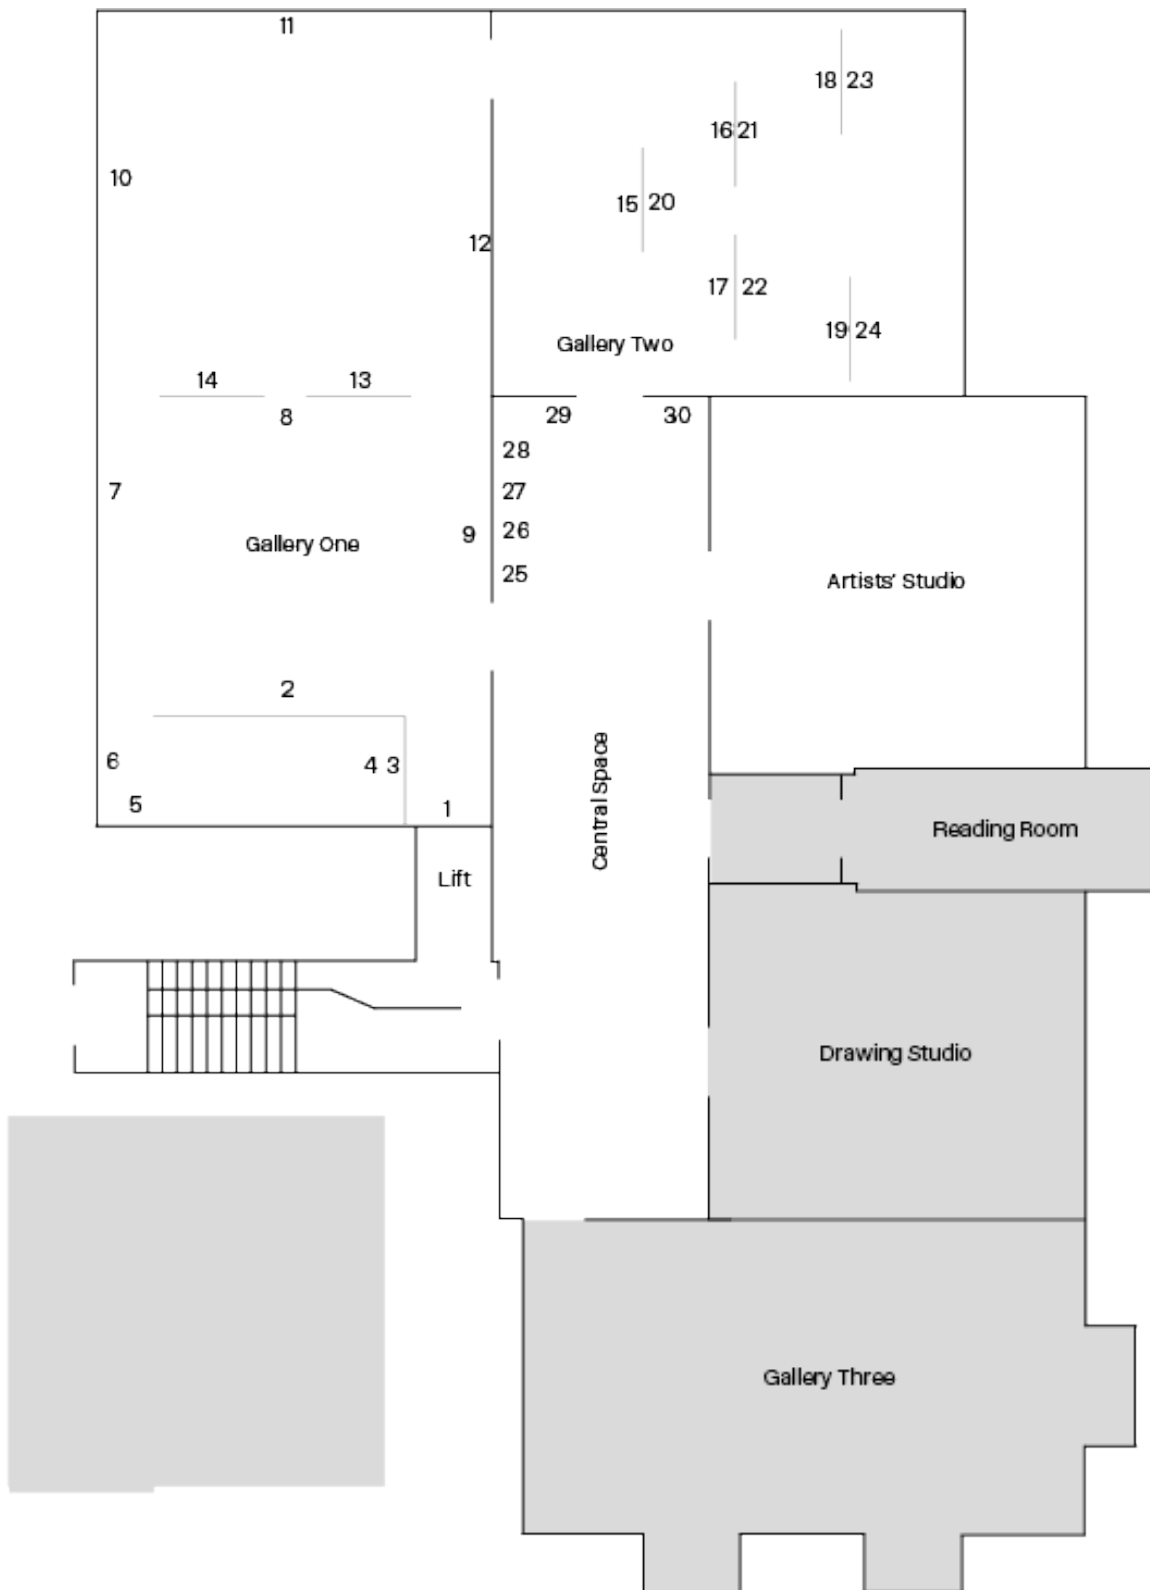 11
18 23
16 21
10
15 20
12
17 22
19 24
Gallery Two
14 13
8
29 30
28
7
27
9
26
Gallery One
25
Artists' Studio
2
Central Space
6
4 3
5
1
Reading Room
Lift
Drawing Studio
Gallery Three